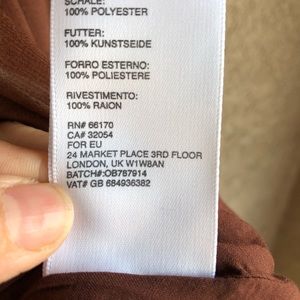 SCHALE:
100% POLYESTER
FUTTER:
100% KUNSTSEIDE
FORRO ESTERNO:
100% POLIESTERE
RIVESTIMENTO:
100% RAION
RN# 66170
CA# 32054
FOR EU
24 MARKET PLACE 3RD FLOOR
LONDON, UK W1W8AN
BATCH#:OB787914
VAT# GB 684936382